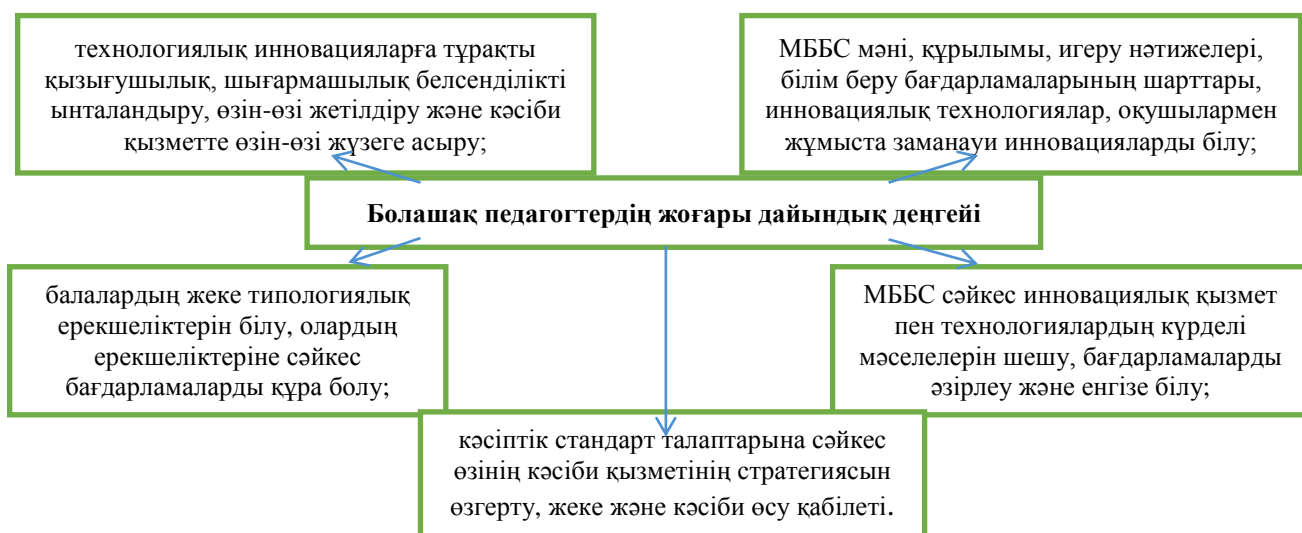 технологиялық инновацияларға тұрақты
қызығушылық, шығармашылық белсенділікті
ынталандыру, өзін-өзі жетілдіру және кәсіби
қызметте өзін-өзі жүзеге асыру;
МББС мәні, құрылымы, игеру нәтижелері,
білім беру бағдарламаларының шарттары,
инновациялық технологиялар, оқушылармен
жұмыста заманауи инновацияларды білу;
Болашақ педагогтердің жоғары дайындық деңгейі
балалардың жеке типологиялық
ерекшеліктерін білу, олардың
ерекшеліктеріне сәйкес
бағдарламаларды құра болу;
МББС сәйкес инновациялық қызмет
пен технологиялардың күрделі
мәселелерін шешу, бағдарламаларды
әзірлеу және енгізе білу;
кәсіптік стандарт талаптарына сәйкес
өзінің кәсіби қызметінің стратегиясын
өзгерту, жеке және кәсіби өсу қабілеті.